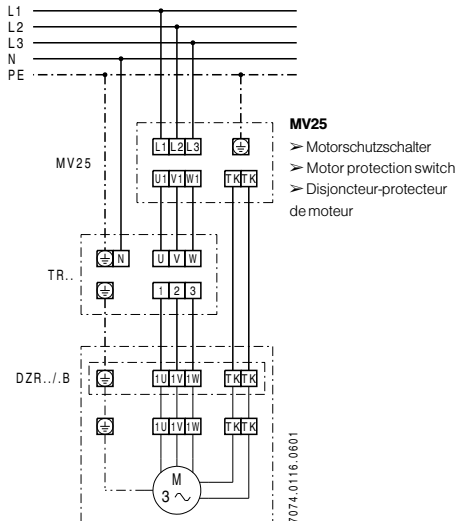 L1
L2
L3
N
PE
MV25
➢ Motorschutzschalter
➢ Motor protection switch
➢ Disjoncteur-protecteur
de moteur
L1 L2 L3
MV25
U1 V1 W1 TK TK
TR..
N U V W
1 2 3
DZR../.B
1U 1V 1W TK TK
1U 1V 1W TK TK
M
3 ~
7074.0116.0601